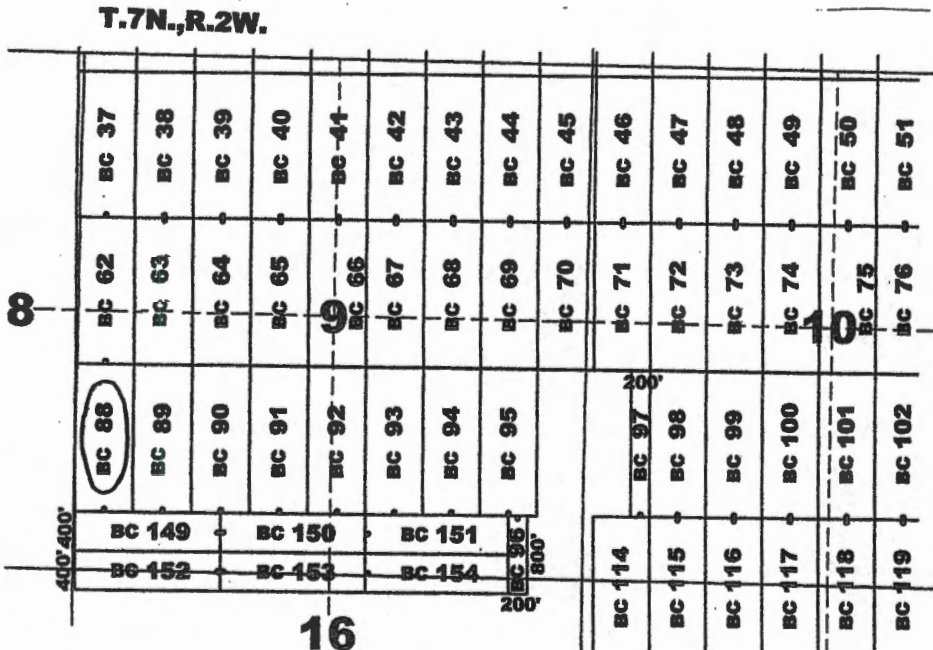 T.7N.,R.2W.
BC 37
BC 38
BC 39
BC 40
BC 41
BC 42
BC 43
BC 44
BC 45
BC 46
BC 47
BC 48
BC 49
BC 50
BC 51
BC 62
BC 63
BC 64
BC 65
BC 66
BC 67
BC 68
BC 69
BC 70
BC 71
BC 72
BC 73
BC 74
BC 75
BC 76
8
9
10
200'
BC 88
BC 89
BC 90
BC 91
BC 92
BC 93
BC 94
BC 95
BC 97
BC 98
BC 99
BC 100
BC 101
BC 102
400'
BC 149
BC 150
BC 151
BC 96
800'
400'
BC 152
BC 153
BC 154
200'
BC 114
BC 115
BC 116
BC 117
BC 118
BC 119
16